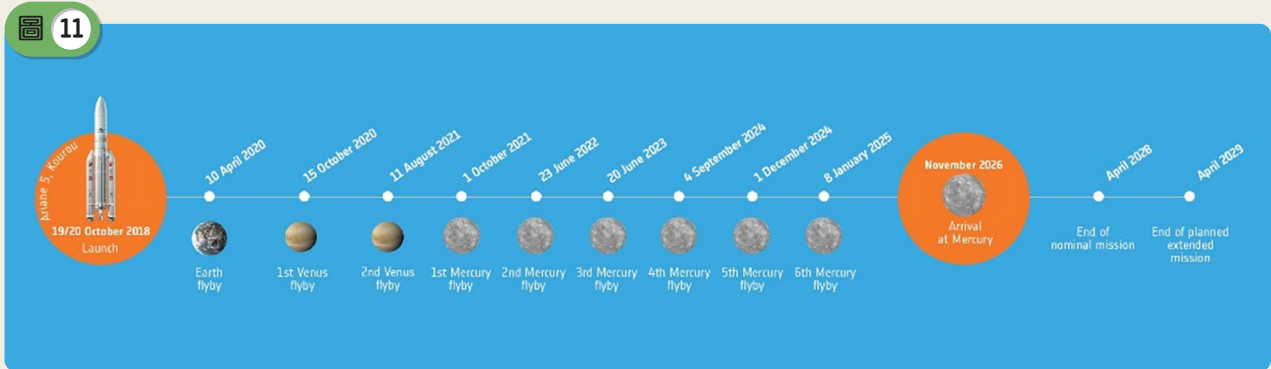 圖 11
Ariane 5, Kourou
19/20 October 2018
Launch
10 April 2020
Earth
flyby
15 October 2020
1st Venus
flyby
11 August 2021
2nd Venus
flyby
1 October 2021
1st Mercury
flyby
23 June 2022
2nd Mercury
flyby
20 June 2023
3rd Mercury
flyby
4 September 2024
4th Mercury
flyby
1 December 2024
5th Mercury
flyby
8 January 2025
6th Mercury
flyby
November 2026
Arrival
at Mercury
April 2028
End of
nominal mission
April 2029
End of planned
extended
mission